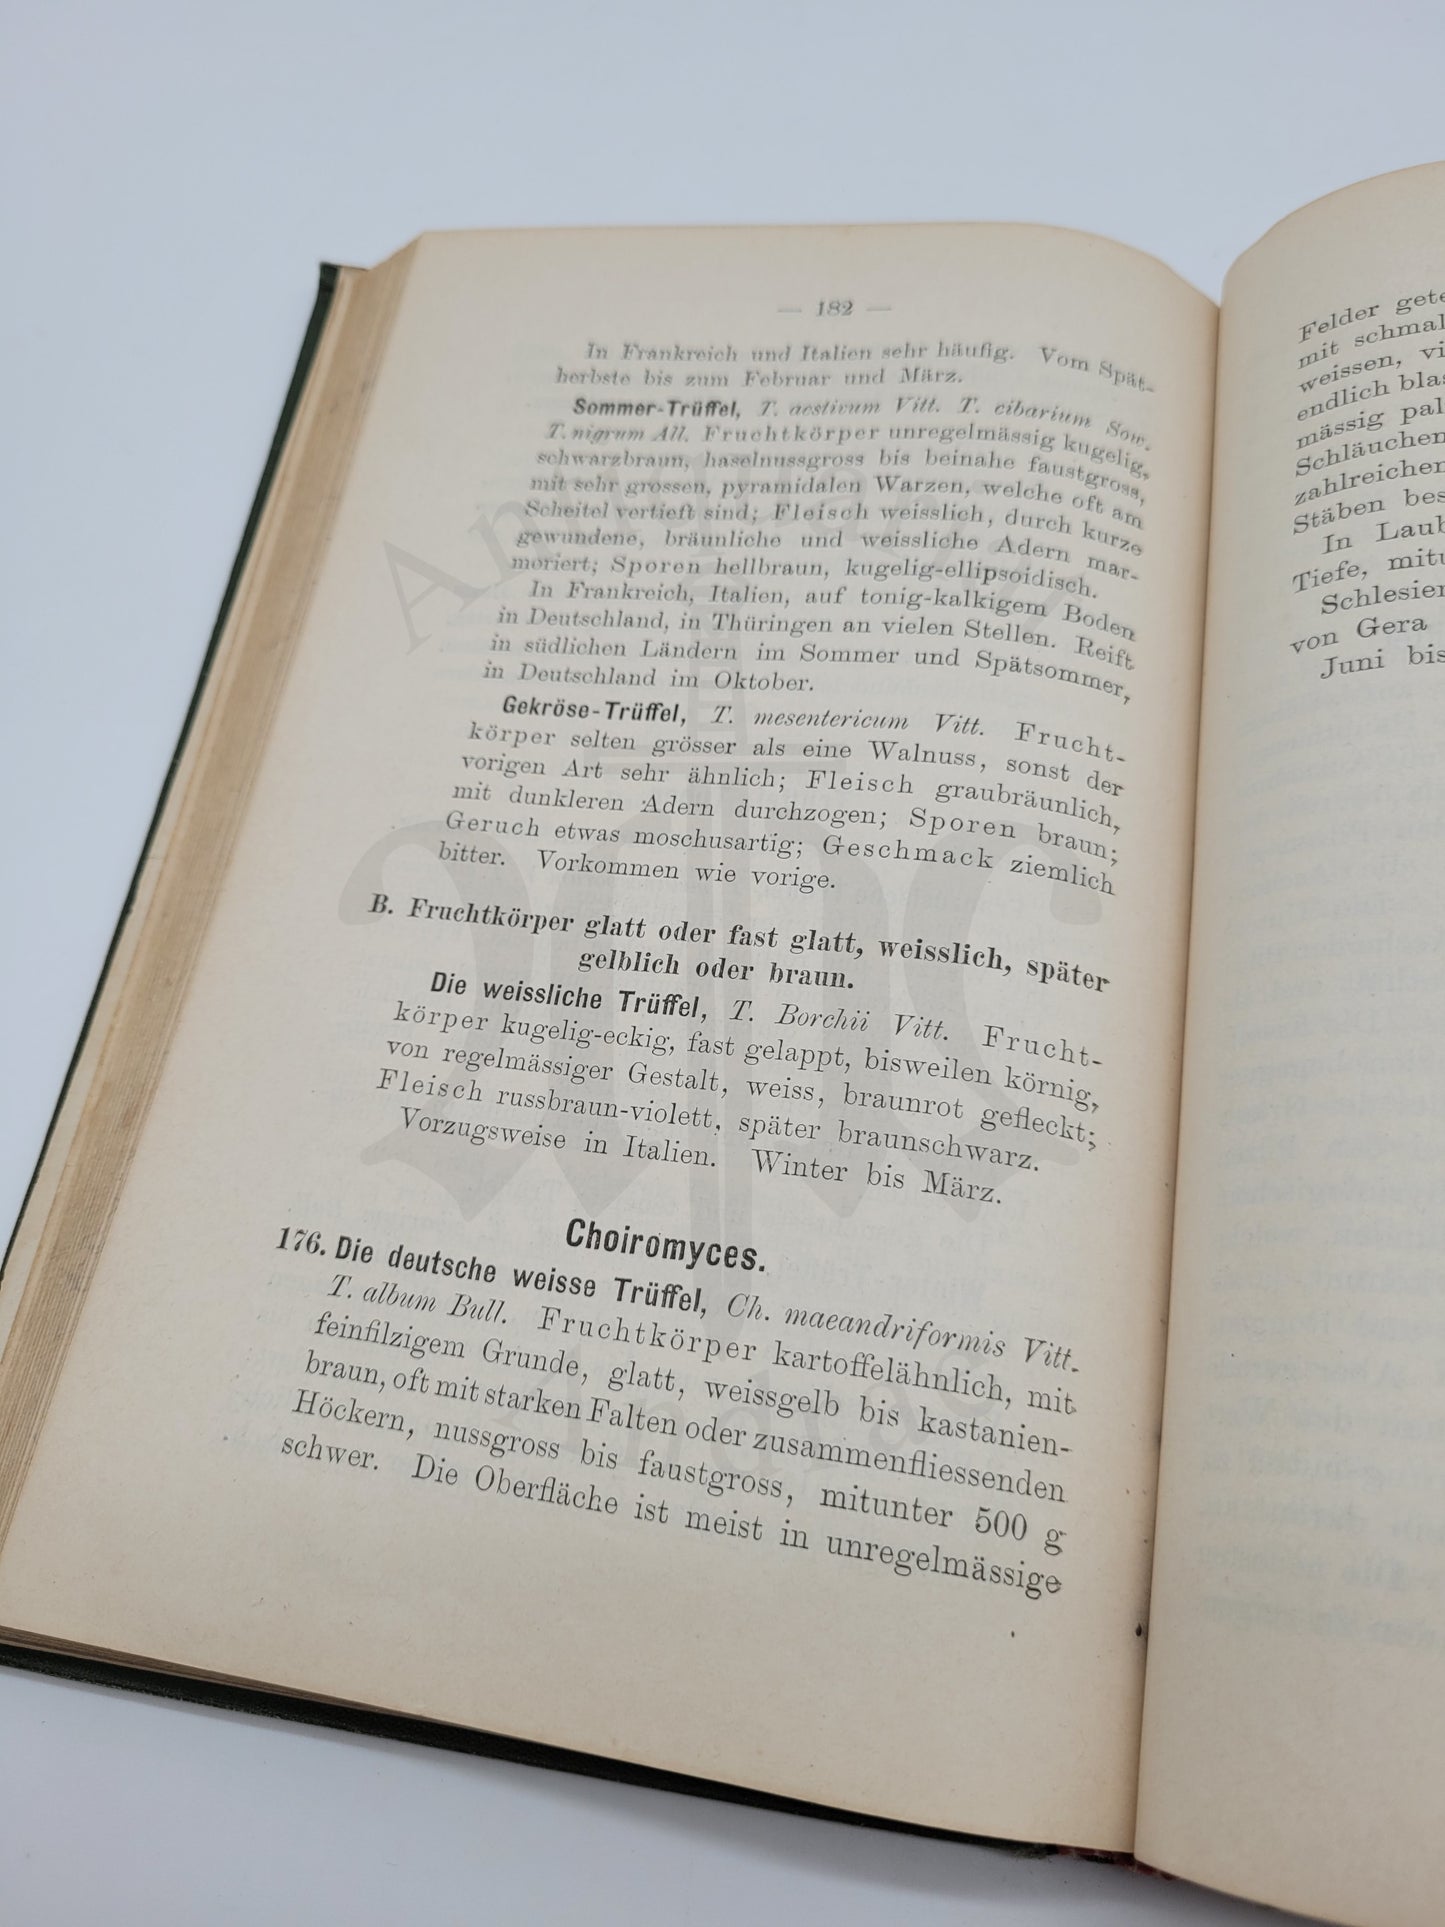 — 182 —
In Frankreich und Italien sehr häufig. Vom Spät-
herbste bis zum Februar und März.
Sommer-Trüffel, T. aestivum Vitt. T. cibarium Sow.
T. nigrum All. Fruchtkörper unregelmässig kugelig,
schwarzbraun, haselnussgross bis beinahe faustgross,
mit sehr grossen, pyramidalen Warzen, welche oft am
Scheitel vertieft sind; Fleisch weisslich, durch kurze
gewundene, bräunliche und weissliche Adern mar-
moriert; Sporen hellbraun, kugelig-ellipsoidisch.
In Frankreich, Italien, auf tonig-kalkigem Boden
in Deutschland, in Thüringen an vielen Stellen. Reift
in südlichen Ländern im Sommer und Spätsommer,
in Deutschland im Oktober.
Gekröse-Trüffel, T. mesentericum Vitt. Frucht-
körper selten grösser als eine Walnuss, sonst der
vorigen Art sehr ähnlich; Fleisch graubräunlich,
mit dunkleren Adern durchzogen; Sporen braun;
Geruch etwas moschusartig; Geschmack ziemlich
bitter. Vorkommen wie vorige.
B. Fruchtkörper glatt oder fast glatt, weisslich, später
gelblich oder braun.
Die weissliche Trüffel, T. Borchii Vitt. Frucht-
körper kugelig-eckig, fast gelappt, bisweilen körnig,
von regelmässiger Gestalt, weiss, braunrot gefleckt;
Fleisch russbraun-violett, später braunschwarz.
Vorzugsweise in Italien. Winter bis März.
Choiromyces.
176. Die deutsche weisse Trüffel, Ch. maeandriformis Vitt.
T. album Bull. Fruchtkörper kartoffelähnlich, mit
feinfilzigem Grunde, glatt, weissgelb bis kastanien-
braun, oft mit starken Falten oder zusammenfliessenden
Höckern, nussgross bis faustgross, mitunter 500 g
schwer. Die Oberfläche ist meist in unregelmässige
Felder
mit
weissen,
endlich
mässig
Schläuchen
zahlreichen
Stäben
In
Tiefe,
Schlesien
von Gera
Juni bis